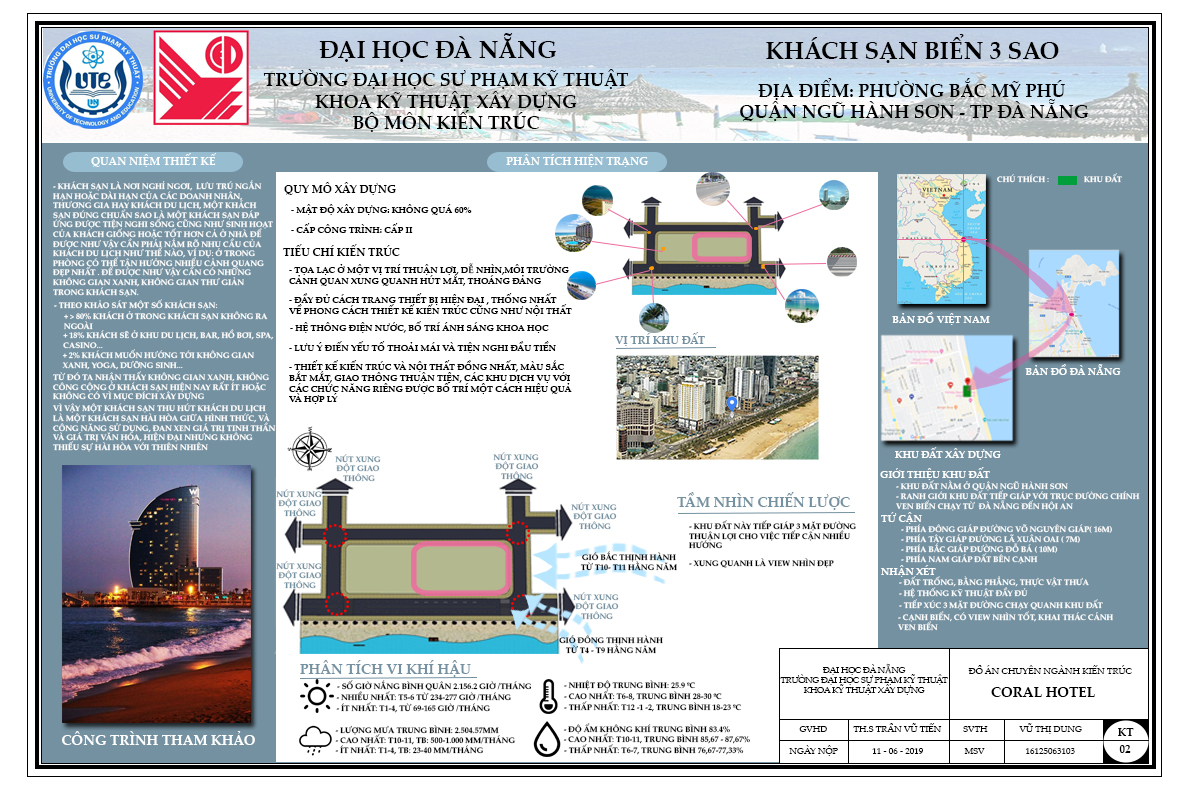 TRƯỜNG ĐẠI HỌC SƯ PHẠM KỸ THUẬT
UTE
UNIVERSITY OF TECHNOLOGY AND EDUCATION
ĐẠI HỌC ĐÀ NẴNG
TRƯỜNG ĐẠI HỌC SƯ PHẠM KỸ THUẬT
KHOA KỸ THUẬT XÂY DỰNG
BỘ MÔN KIẾN TRÚC
KHÁCH SẠN BIỂN 3 SAO
ĐỊA ĐIỂM: PHƯỜNG BẮC MỸ PHÚ
QUẬN NGŨ HÀNH SƠN - TP ĐÀ NẴNG
QUAN NIỆM THIẾT KẾ
- KHÁCH SẠN LÀ NƠI NGHỈ NGƠI, LƯU TRÚ NGẮN
HẠN HOẶC DÀI HẠN CỦA CÁC DOANH NHÂN,
THƯƠNG GIA HAY KHÁCH DU LỊCH, MỘT KHÁCH
SẠN ĐÚNG CHUẨN SAO LÀ MỘT KHÁCH SẠN ĐÁP
ỨNG ĐƯỢC TIỆN NGHI SỐNG CŨNG NHƯ SINH HOẠT
CỦA KHÁCH GIỐNG HOẶC TỐT HƠN CẢ Ở NHÀ ĐỂ
ĐƯỢC NHƯ VẬY CẦN PHẢI NẮM RÕ NHU CẦU CỦA
KHÁCH DU LỊCH NHƯ THẾ NÀO, VÍ DỤ: Ở TRONG
PHÒNG CÓ THỂ TẬN HƯỞNG NHIỀU CẢNH QUANG
ĐẸP NHẤT . ĐỂ ĐƯỢC NHƯ VẬY CẦN CÓ NHỮNG
KHÔNG GIAN XANH, KHÔNG GIAN THƯ GIÃN
TRONG KHÁCH SẠN.
- THEO KHẢO SÁT MỘT SỐ KHÁCH SẠN:
+ > 80% KHÁCH Ở TRONG KHÁCH SẠN KHÔNG RA
NGOÀI
+ 18% KHÁCH SẼ Ở KHU DU LỊCH, BAR, HỒ BƠI, SPA,
CASINO...
+ 2% KHÁCH MUỐN HƯỚNG TỚI KHÔNG GIAN
XANH, YOGA, DƯỠNG SINH...
TỪ ĐÓ TA NHẬN THẤY KHÔNG GIAN XANH, KHÔNG
CÔNG CỘNG Ở KHÁCH SẠN HIỆN NAY RẤT ÍT HOẶC
KHÔNG CÓ VÌ MỤC ĐÍCH XÂY DỰNG
VÌ VẬY MỘT KHÁCH SẠN THU HÚT KHÁCH DU LỊCH
LÀ MỘT KHÁCH SẠN HÀI HÒA GIỮA HÌNH THỨC, VÀ
CÔNG NĂNG SỬ DỤNG, ĐAN XEN GIÁ TRỊ TINH THẦN
VÀ GIÁ TRỊ VĂN HÓA, HIỆN ĐẠI NHƯNG KHÔNG
THIẾU SỰ HÀI HÒA VỚI THIÊN NHIÊN
CÔNG TRÌNH THAM KHẢO
PHÂN TÍCH HIỆN TRẠNG
QUY MÔ XÂY DỰNG
- MẬT ĐỘ XÂY DỰNG: KHÔNG QUÁ 60%
- CẤP CÔNG TRÌNH: CẤP II
TIÊU CHÍ KIẾN TRÚC
- TỌA LẠC Ở MỘT VỊ TRÍ THUẬN LỢI, DỄ NHÌN,MÔI TRƯỜNG
CẢNH QUAN XUNG QUANH HÚT MẮT, THOÁNG ĐÃNG
- ĐẦY ĐỦ CÁCH TRANG THIẾT BỊ HIỆN ĐẠI , THỐNG NHẤT
VỀ PHONG CÁCH THIẾT KẾ KIẾN TRÚC CŨNG NHƯ NỘI THẤT
- HỆ THỐNG ĐIỆN NƯỚC, BỐ TRÍ ÁNH SÁNG KHOA HỌC
- LƯU Ý ĐIỂN YẾU TỐ THOẢI MÁI VÀ TIỆN NGHI ĐẦU TIÊN
- THIẾT KẾ KIẾN TRÚC VÀ NỘI THẤT ĐỒNG NHẤT, MÀU SẮC
BẮT MẮT, GIAO THÔNG THUẬN TIỆN, CÁC KHU DỊCH VỤ VỚI
CÁC CHỨC NĂNG RIÊNG ĐƯỢC BỐ TRÍ MỘT CÁCH HIỆU QUẢ
VÀ HỢP LÝ
VỊ TRÍ KHU ĐẤT
NÚT XUNG
ĐỘT GIAO
THÔNG
NÚT XUNG
ĐỘT GIAO
THÔNG
NÚT XUNG
ĐỘT GIAO
THÔNG
NÚT XUNG
ĐỘT GIAO
THÔNG
NÚT XUNG
ĐỘT GIAO
THÔNG
NÚT XUNG
ĐỘT GIAO
THÔNG
GIÓ BẮC THỊNH HÀNH
TỪ T10- T11 HẰNG NĂM
GIÓ ĐÔNG THỊNH HÀNH
TỪ T4 - T9 HẰNG NĂM
TẦM NHÌN CHIẾN LƯỢC
- KHU ĐẤT NÀY TIẾP GIÁP 3 MẶT ĐƯỜNG
THUẬN LỢI CHO VIỆC TIẾP CẬN NHIỀU
HƯỚNG
- XUNG QUANH LÀ VIEW NHÌN ĐẸP
PHÂN TÍCH VI KHÍ HẬU
- SỐ GIỜ NẮNG BÌNH QUÂN 2.156.2 GIỜ /THÁNG
- NHIỀU NHẤT: T5-6 TỪ 234-277 GIỜ /THÁNG
- ÍT NHẤT: T1-4, TỪ 69-165 GIỜ /THÁNG
- LƯỢNG MƯA TRUNG BÌNH: 2.504.57MM
- CAO NHẤT: T10-11, TB: 500-1.000 MM/THÁNG
- ÍT NHẤT: T1-4, TB: 23-40 MM/THÁNG
- NHIỆT ĐỘ TRUNG BÌNH: 25.9 ºC
- CAO NHẤT: T6-8, TRUNG BÌNH 28-30 ºC
- THẤP NHẤT: T12 -1 -2, TRUNG BÌNH 18-23 ºC
- ĐỘ ẨM KHÔNG KHÍ TRUNG BÌNH 83.4%
- CAO NHẤT: T10-11, TRUNG BÌNH 85,67 - 87,67%
- THẤP NHẤT: T6-7, TRUNG BÌNH 76,67-77,33%
CHÚ THÍCH :
KHU ĐẤT
VIETNAM
BẢN ĐỒ VIỆT NAM
BẢN ĐỒ ĐÀ NẴNG
KHU ĐẤT XÂY DỰNG
GIỚI THIỆU KHU ĐẤT
- KHU ĐẤT NẰM Ở QUẬN NGŨ HÀNH SƠN
- RANH GIỚI KHU ĐẤT TIẾP GIÁP VỚI TRỤC ĐƯỜNG CHÍNH
VEN BIỂN CHẠY TỪ ĐÀ NẴNG ĐẾN HỘI AN
TỨ CẬN
- PHÍA ĐÔNG GIÁP ĐƯỜNG VÕ NGUYÊN GIÁP( 16M)
- PHÍA TÂY GIÁP ĐƯỜNG LÃ XUÂN OAI ( 7M)
- PHÍA BẮC GIÁP ĐƯỜNG ĐỖ BÁ ( 10M)
- PHÍA NAM GIÁP ĐẤT BÊN CẠNH
NHẬN XÉT
- ĐẤT TRỐNG, BẰNG PHẲNG, THỰC VẬT THƯA
- HỆ THỐNG KỸ THUẬT ĐẦY ĐỦ
- TIẾP XÚC 3 MẶT ĐƯỜNG CHẠY QUANH KHU ĐẤT
- CẠNH BIỂN, CÓ VIEW NHÌN TỐT, KHAI THÁC CẢNH
VEN BIỂN
ĐẠI HỌC ĐÀ NẴNG
TRƯỜNG ĐẠI HỌC SƯ PHẠM KỸ THUẬT
KHOA KỸ THUẬT XÂY DỰNG
ĐỒ ÁN CHUYÊN NGÀNH KIẾN TRÚC
CORAL HOTEL
GVHD
TH.S TRẦN VŨ TIẾN
SVTH
VŨ THỊ DUNG
KT
NGÀY NỘP
11 - 06 - 2019
MSV
16125063103
02